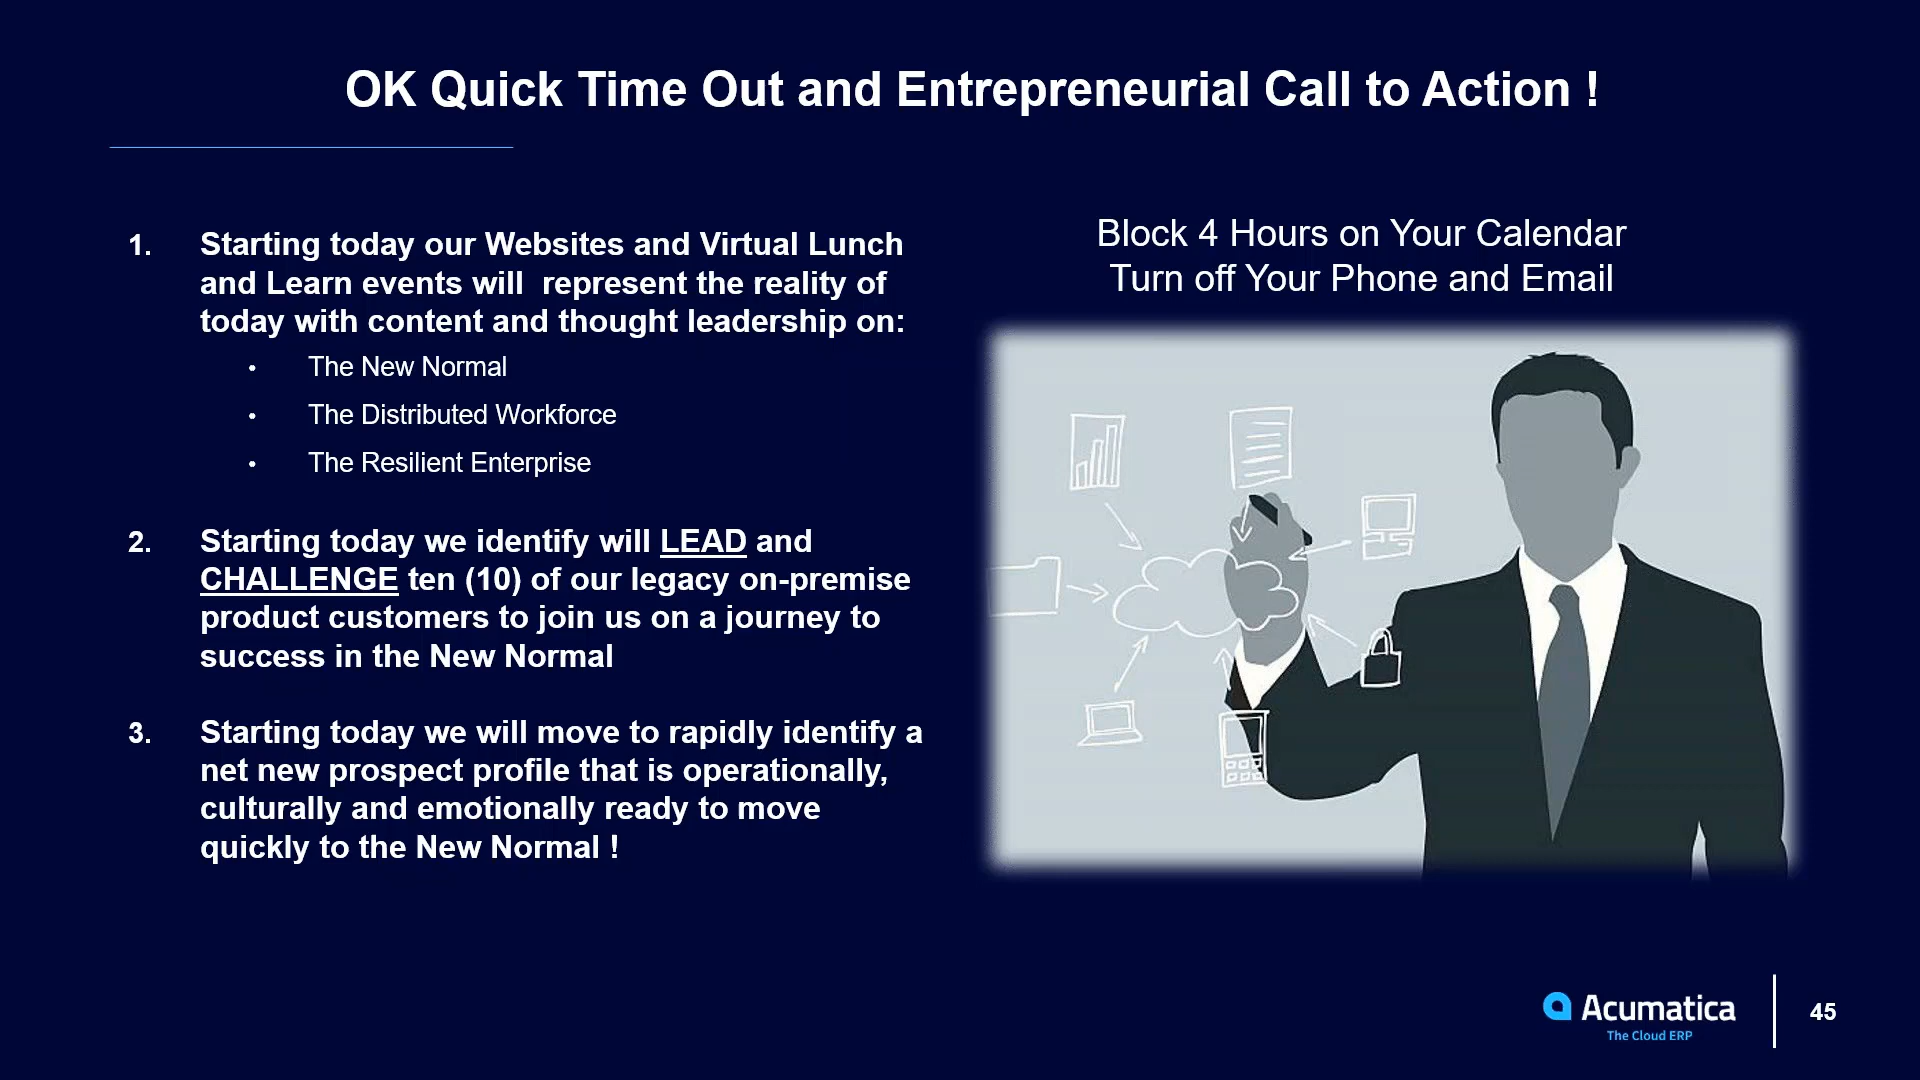 OK Quick Time Out and Entrepreneurial Call to Action !
1. Starting today our Websites and Virtual Lunch
and Learn events will  represent the reality of
today with content and thought leadership on:
• The New Normal
• The Distributed Workforce
• The Resilient Enterprise
2. Starting today we identify will LEAD and
CHALLENGE ten (10) of our legacy on-premise
product customers to join us on a journey to
success in the New Normal
3. Starting today we will move to rapidly identify a
net new prospect profile that is operationally,
culturally and emotionally ready to move
quickly to the New Normal !
Block 4 Hours on Your Calendar
Turn off Your Phone and Email
Acumatica
The Cloud ERP
45